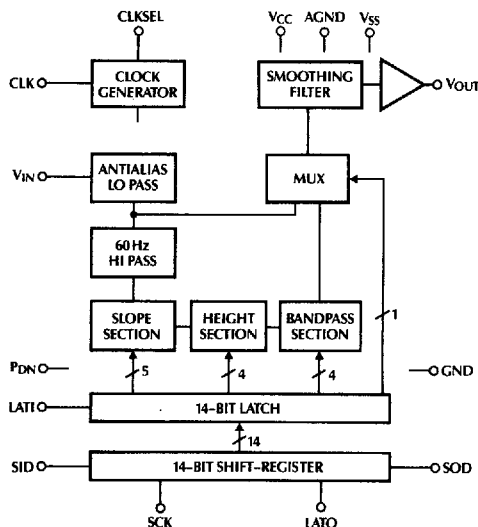 CLKSEL
VCC AGND VSS
CLK
CLOCK
GENERATOR
SMOOTHING
FILTER
VOUT
VIN
ANTIALIAS
LO PASS
MUX
60 Hz
HI PASS
SLOPE
SECTION
HEIGHT
SECTION
BANDPASS
SECTION
1
PDN
5
4
4
GND
LATI
14-BIT LATCH
14
SID
14-BIT SHIFT-REGISTER
SOD
SCK
LATO